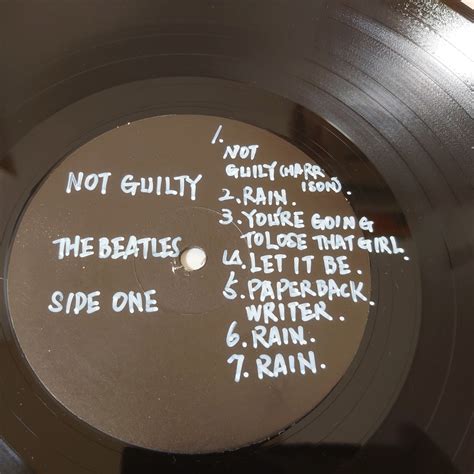 NOT GUILTY
THE BEATLES
SIDE ONE
1.
NOT
GUILY (HARR
ISON).
2. RAIN.
3. YOU'RE GOING
TO LOSE THAT GIRL.
4. LET IT BE.
5. PAPERBACK.
WRITER.
6. RAIN.
7. RAIN.